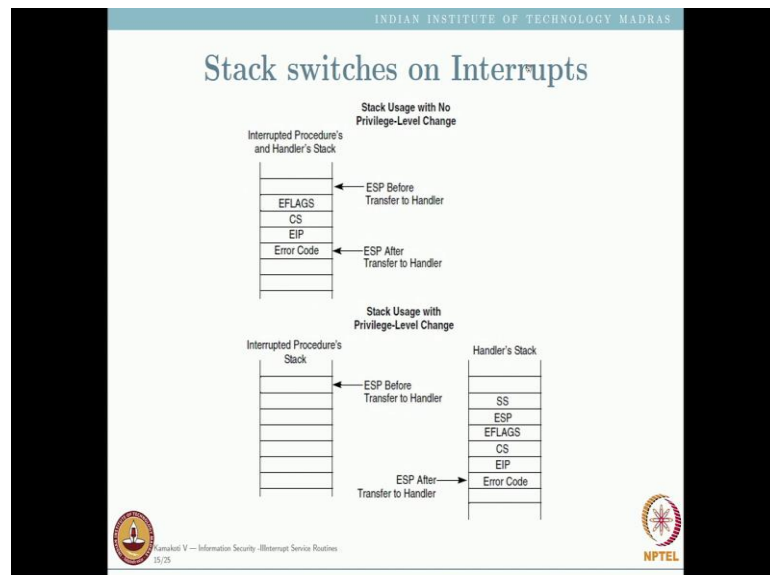 INDIAN INSTITUTE OF TECHNOLOGY MADRAS
Stack switches on Interrupts
Stack Usage with No
Privilege-Level Change
Interrupted Procedure's
and Handler's Stack
ESP Before
Transfer to Handler
EFLAGS
CS
EIP
Error Code
ESP After
Transfer to Handler
Stack Usage with
Privilege-Level Change
Interrupted Procedure's
Stack
Handler's Stack
ESP Before
Transfer to Handler
SS
ESP
EFLAGS
CS
EIP
ESP After
Transfer to Handler
Error Code
Kamakoti V — Information Security -IIInterrupt Service Routines
15/25
NPTEL